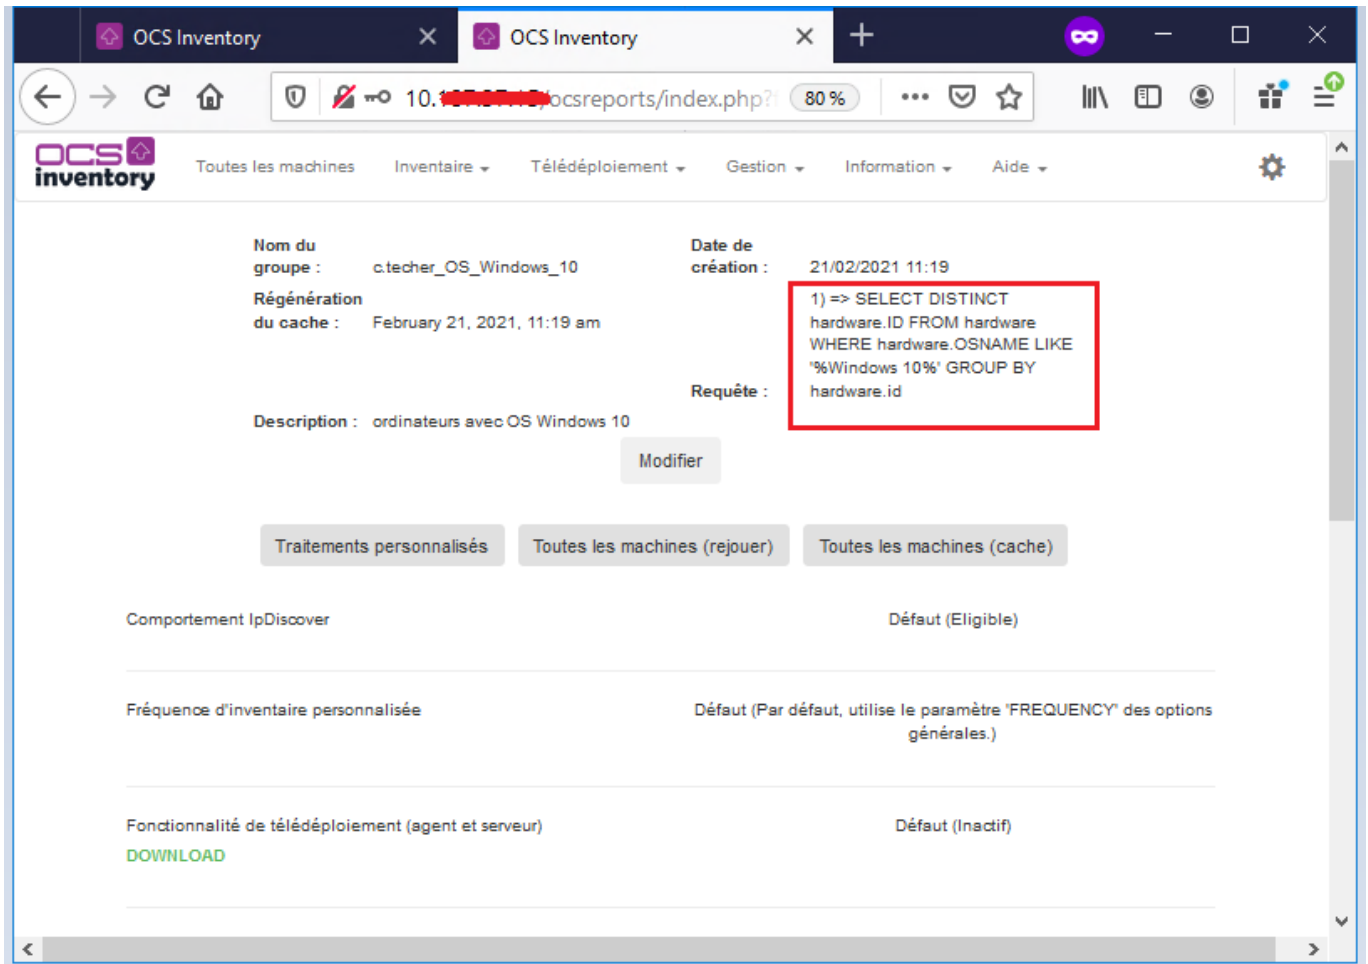 OCS Inventory
OCS Inventory
10. /ocsreports/index.php?
80 %
OCS
inventory
Toutes les machines
Inventaire
Télédéploiement
Gestion
Information
Aide
Nom du
groupe :
c.techer_OS_Windows_10
Date de
création :
21/02/2021 11:19
Régénération
du cache :
February 21, 2021, 11:19 am
Requête :
1) => SELECT DISTINCT
hardware.ID FROM hardware
WHERE hardware.OSNAME LIKE
'%Windows 10%' GROUP BY
hardware.id
Description :
ordinateurs avec OS Windows 10
Modifier
Traitements personnalisés
Toutes les machines (rejouer)
Toutes les machines (cache)
Comportement IpDiscover
Défaut (Eligible)
Fréquence d'inventaire personnalisée
Défaut (Par défaut, utilise le paramètre 'FREQUENCY' des options
générales.)
Fonctionnalité de télédéploiement (agent et serveur)
Défaut (Inactif)
DOWNLOAD